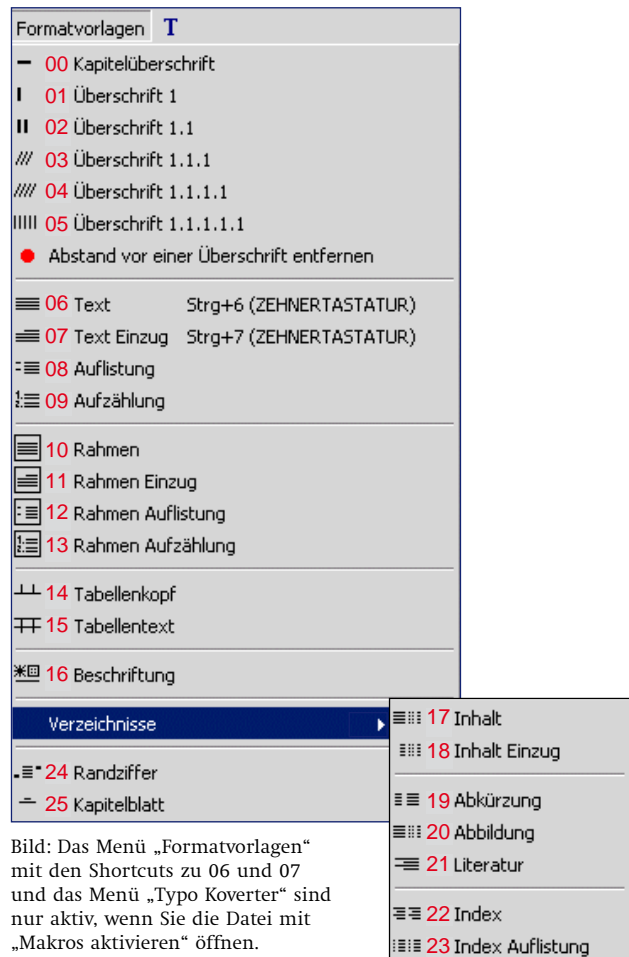 Formatvorlagen T
00 Kapitelüberschrift
01 Überschrift 1
02 Überschrift 1.1
03 Überschrift 1.1.1
04 Überschrift 1.1.1.1
05 Überschrift 1.1.1.1.1
Abstand vor einer Überschrift entfernen
06 Text Strg+6 (ZEHNERTASTATUR)
07 Text Einzug Strg+7 (ZEHNERTASTATUR)
08 Auflistung
09 Aufzählung
10 Rahmen
11 Rahmen Einzug
12 Rahmen Auflistung
13 Rahmen Aufzählung
14 Tabellenkopf
15 Tabellentext
16 Beschriftung
Verzeichnisse
17 Inhalt
18 Inhalt Einzug
19 Abkürzung
20 Abbildung
21 Literatur
22 Index
23 Index Auflistung
24 Randziffer
25 Kapitelblatt
Bild: Das Menü „Formatvorlagen“
mit den Shortcuts zu 06 und 07
und das Menü „Typo Koverter“ sind
nur aktiv, wenn Sie die Datei mit
„Makros aktivieren“ öffnen.